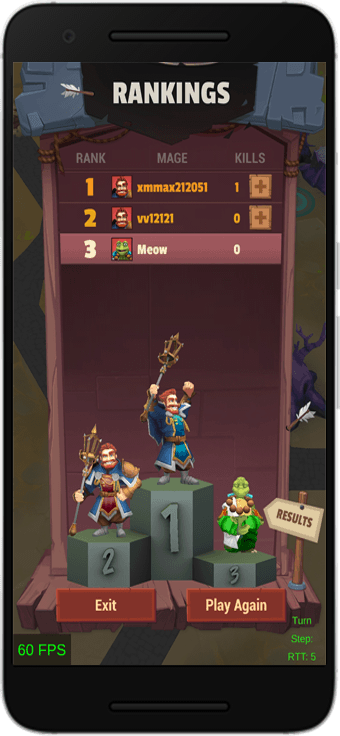 RANKINGS
RANK MAGE KILLS
1 xmmax212051 1
2 vv12121 0
3 Meow 0
1
2
3
RESULTS
Exit Play Again
Turn
Step:
60 FPS
RTT: 5